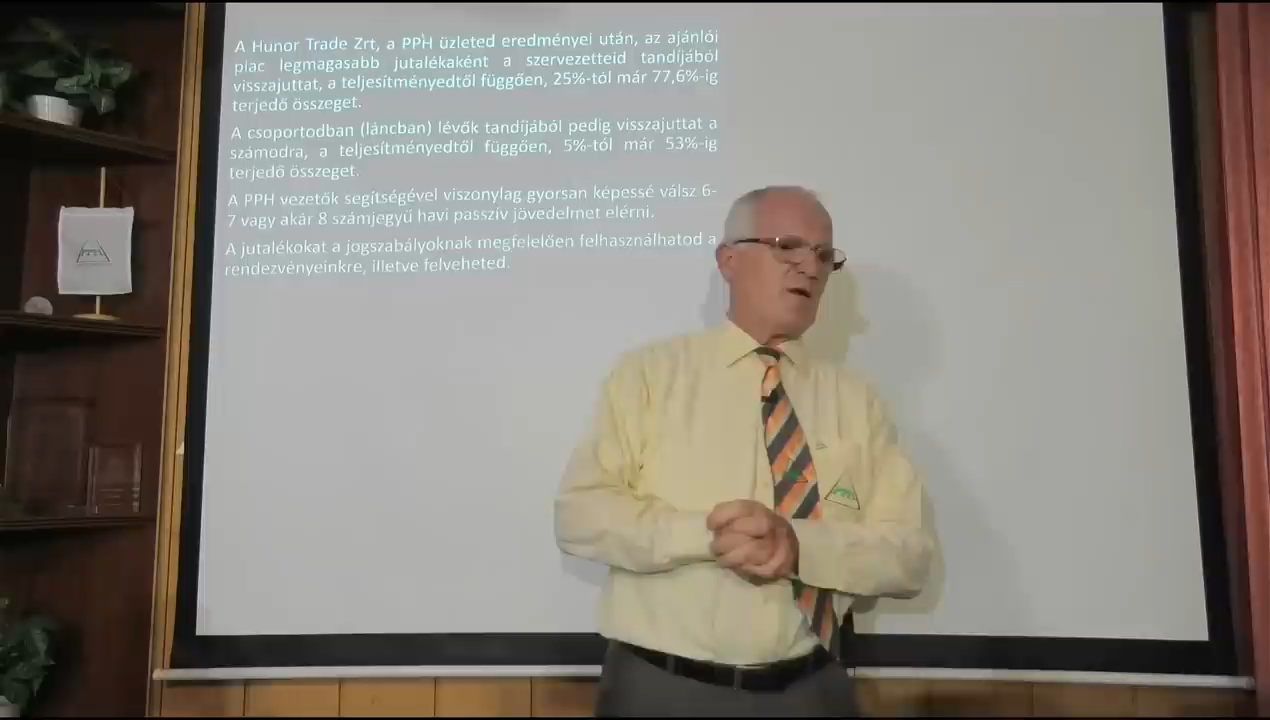 A Hunor Trade Zrt, a PPH üzleted eredményei után, az ajánlói
piac legmagasabb jutalékaként a szervezetteid tandíjából
visszajuttat, a teljesítményedtől függően, 25%-tól már 77,6%-ig
terjedő összeget.
A csoportodban (láncban) lévők tandíjából pedig visszajuttat a
számodra, a teljesítményedtől függően, 5%-tól már 53%-ig
terjedő összeget.
A PPH vezetők segítségével viszonylag gyorsan képessé válsz 6-
7 vagy akár 8 számjegyű havi passzív jövedelmet elérni.
A jutalékokat a jogszabályoknak megfelelően felhasználhatod a
rendezvényeinkre, illetve felveheted.